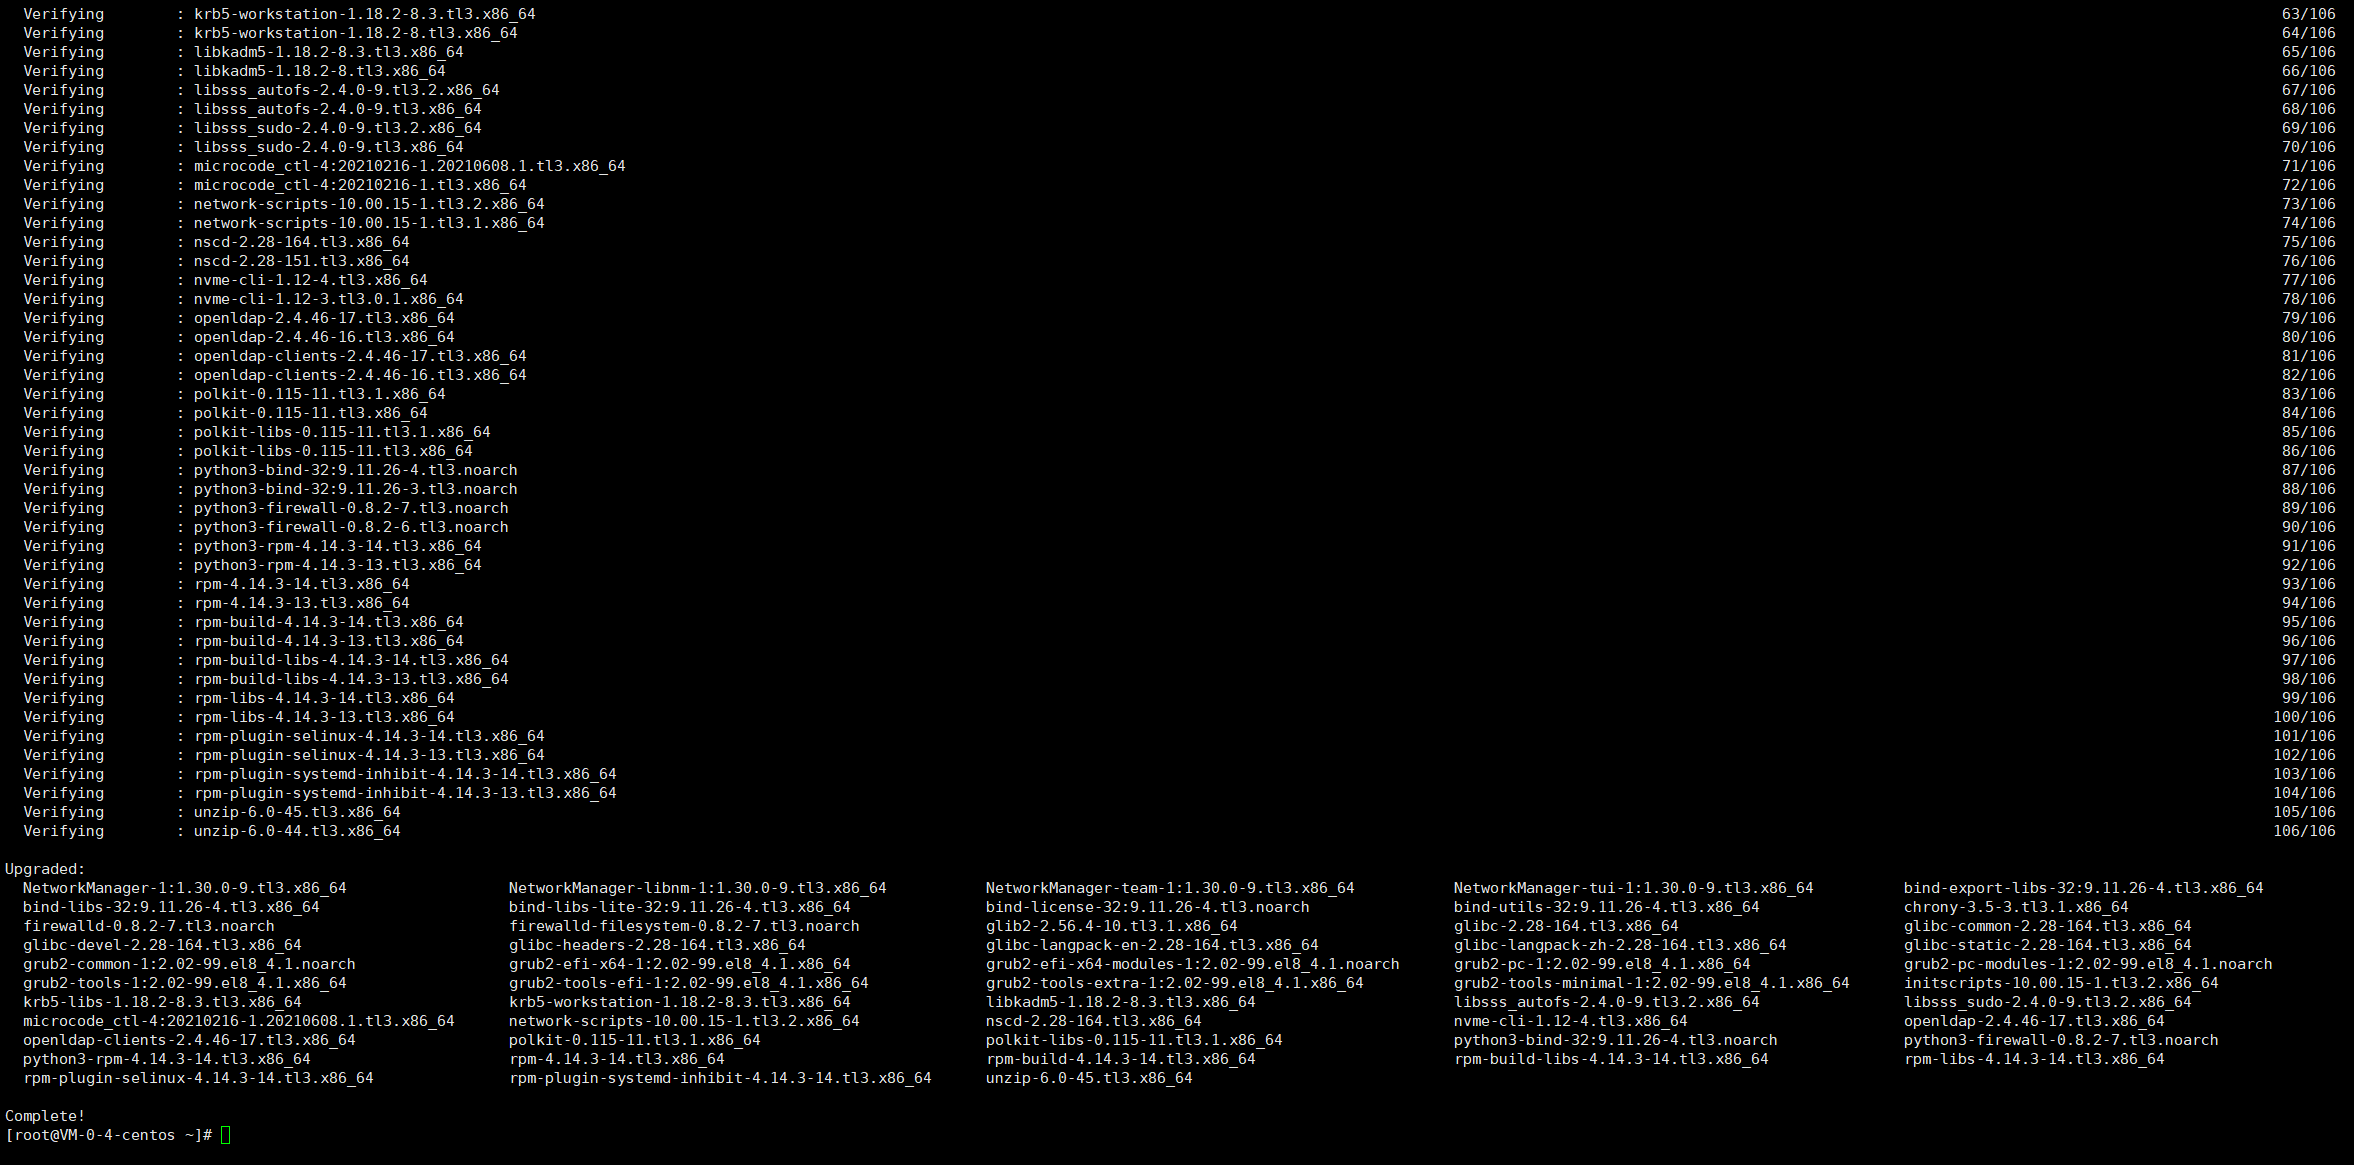 Verifying : krb5-workstation-1.18.2-8.3.tl3.x86_64 63/106
Verifying : krb5-workstation-1.18.2-8.tl3.x86_64 64/106
Verifying : libkadm5-1.18.2-8.3.tl3.x86_64 65/106
Verifying : libkadm5-1.18.2-8.tl3.x86_64 66/106
Verifying : libsss_autofs-2.4.0-9.tl3.2.x86_64 67/106
Verifying : libsss_autofs-2.4.0-9.tl3.x86_64 68/106
Verifying : libsss_sudo-2.4.0-9.tl3.2.x86_64 69/106
Verifying : libsss_sudo-2.4.0-9.tl3.x86_64 70/106
Verifying : microcode_ctl-4:20210216-1.20210608.1.tl3.x86_64 71/106
Verifying : microcode_ctl-4:20210216-1.tl3.x86_64 72/106
Verifying : network-scripts-10.00.15-1.tl3.2.x86_64 73/106
Verifying : network-scripts-10.00.15-1.tl3.1.x86_64 74/106
Verifying : nscd-2.28-164.tl3.x86_64 75/106
Verifying : nscd-2.28-151.tl3.x86_64 76/106
Verifying : nvme-cli-1.12-4.tl3.x86_64 77/106
Verifying : nvme-cli-1.12-3.tl3.0.1.x86_64 78/106
Verifying : openldap-2.4.46-17.tl3.x86_64 79/106
Verifying : openldap-2.4.46-16.tl3.x86_64 80/106
Verifying : openldap-clients-2.4.46-17.tl3.x86_64 81/106
Verifying : openldap-clients-2.4.46-16.tl3.x86_64 82/106
Verifying : polkit-0.115-11.tl3.1.x86_64 83/106
Verifying : polkit-0.115-11.tl3.x86_64 84/106
Verifying : polkit-libs-0.115-11.tl3.1.x86_64 85/106
Verifying : polkit-libs-0.115-11.tl3.x86_64 86/106
Verifying : python3-bind-32:9.11.26-4.tl3.noarch 87/106
Verifying : python3-bind-32:9.11.26-3.tl3.noarch 88/106
Verifying : python3-firewall-0.8.2-7.tl3.noarch 89/106
Verifying : python3-firewall-0.8.2-6.tl3.noarch 90/106
Verifying : python3-rpm-4.14.3-14.tl3.x86_64 91/106
Verifying : python3-rpm-4.14.3-13.tl3.x86_64 92/106
Verifying : rpm-4.14.3-14.tl3.x86_64 93/106
Verifying : rpm-4.14.3-13.tl3.x86_64 94/106
Verifying : rpm-build-4.14.3-14.tl3.x86_64 95/106
Verifying : rpm-build-4.14.3-13.tl3.x86_64 96/106
Verifying : rpm-build-libs-4.14.3-14.tl3.x86_64 97/106
Verifying : rpm-build-libs-4.14.3-13.tl3.x86_64 98/106
Verifying : rpm-libs-4.14.3-14.tl3.x86_64 99/106
Verifying : rpm-libs-4.14.3-13.tl3.x86_64 100/106
Verifying : rpm-plugin-selinux-4.14.3-14.tl3.x86_64 101/106
Verifying : rpm-plugin-selinux-4.14.3-13.tl3.x86_64 102/106
Verifying : rpm-plugin-systemd-inhibit-4.14.3-14.tl3.x86_64 103/106
Verifying : rpm-plugin-systemd-inhibit-4.14.3-13.tl3.x86_64 104/106
Verifying : unzip-6.0-45.tl3.x86_64 105/106
Verifying : unzip-6.0-44.tl3.x86_64 106/106
Upgraded:
NetworkManager-1:1.30.0-9.tl3.x86_64 NetworkManager-libnm-1:1.30.0-9.tl3.x86_64 NetworkManager-team-1:1.30.0-9.tl3.x86_64 NetworkManager-tui-1:1.30.0-9.tl3.x86_64 bind-export-libs-32:9.11.26-4.tl3.x86_64
bind-libs-32:9.11.26-4.tl3.x86_64 bind-libs-lite-32:9.11.26-4.tl3.x86_64 bind-license-32:9.11.26-4.tl3.noarch bind-utils-32:9.11.26-4.tl3.x86_64 chrony-3.5-3.tl3.1.x86_64
firewalld-0.8.2-7.tl3.noarch firewalld-filesystem-0.8.2-7.tl3.noarch glib2-2.56.4-10.tl3.1.x86_64 glibc-2.28-164.tl3.x86_64 glibc-common-2.28-164.tl3.x86_64
glibc-devel-2.28-164.tl3.x86_64 glibc-headers-2.28-164.tl3.x86_64 glibc-langpack-en-2.28-164.tl3.x86_64 glibc-langpack-zh-2.28-164.tl3.x86_64 glibc-static-2.28-164.tl3.x86_64
grub2-common-1:2.02-99.el8_4.1.noarch grub2-efi-x64-1:2.02-99.el8_4.1.x86_64 grub2-efi-x64-modules-1:2.02-99.el8_4.1.noarch grub2-pc-1:2.02-99.el8_4.1.x86_64 grub2-pc-modules-1:2.02-99.el8_4.1.noarch
grub2-tools-1:2.02-99.el8_4.1.x86_64 grub2-tools-efi-1:2.02-99.el8_4.1.x86_64 grub2-tools-extra-1:2.02-99.el8_4.1.x86_64 grub2-tools-minimal-1:2.02-99.el8_4.1.x86_64 initscripts-10.00.15-1.tl3.2.x86_64
krb5-libs-1.18.2-8.3.tl3.x86_64 krb5-workstation-1.18.2-8.3.tl3.x86_64 libkadm5-1.18.2-8.3.tl3.x86_64 libsss_autofs-2.4.0-9.tl3.2.x86_64 libsss_sudo-2.4.0-9.tl3.2.x86_64
microcode_ctl-4:20210216-1.20210608.1.tl3.x86_64 network-scripts-10.00.15-1.tl3.2.x86_64 nscd-2.28-164.tl3.x86_64 nvme-cli-1.12-4.tl3.x86_64 openldap-2.4.46-17.tl3.x86_64
openldap-clients-2.4.46-17.tl3.x86_64 polkit-0.115-11.tl3.1.x86_64 polkit-libs-0.115-11.tl3.1.x86_64 python3-bind-32:9.11.26-4.tl3.noarch python3-firewall-0.8.2-7.tl3.noarch
python3-rpm-4.14.3-14.tl3.x86_64 rpm-4.14.3-14.tl3.x86_64 rpm-build-4.14.3-14.tl3.x86_64 rpm-build-libs-4.14.3-14.tl3.x86_64 rpm-libs-4.14.3-14.tl3.x86_64
rpm-plugin-selinux-4.14.3-14.tl3.x86_64 rpm-plugin-systemd-inhibit-4.14.3-14.tl3.x86_64 unzip-6.0-45.tl3.x86_64
Complete!
[root@VM-0-4-centos ~]#